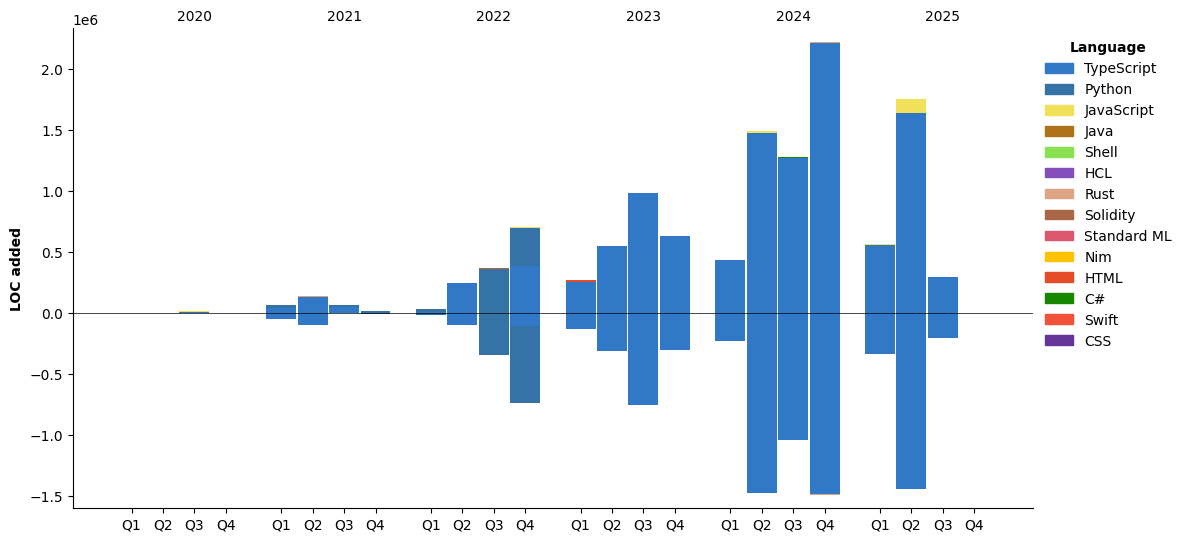 1e6
2020 2021 2022 2023 2024 2025
LOC added
2.0
1.5
1.0
0.5
0.0
−0.5
−1.0
−1.5
Q1 Q2 Q3 Q4 Q1 Q2 Q3 Q4 Q1 Q2 Q3 Q4 Q1 Q2 Q3 Q4 Q1 Q2 Q3 Q4 Q1 Q2 Q3 Q4
Language
TypeScript
Python
JavaScript
Java
Shell
HCL
Rust
Solidity
Standard ML
Nim
HTML
C#
Swift
CSS